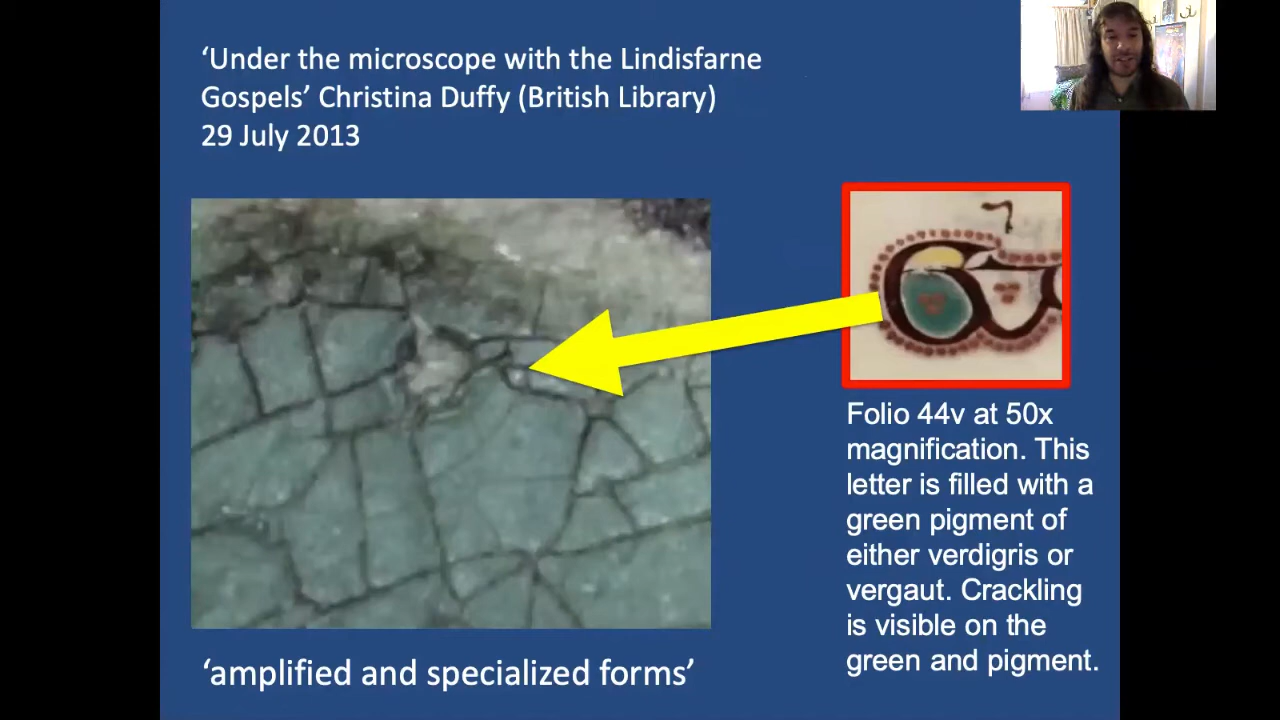 ‘Under the microscope with the Lindisfarne
Gospels’ Christina Duffy (British Library)
29 July 2013
Folio 44v at 50x
magnification. This
letter is filled with a
green pigment of
either verdigris or
vergaut. Crackling
is visible on the
green and pigment.
‘amplified and specialized forms’